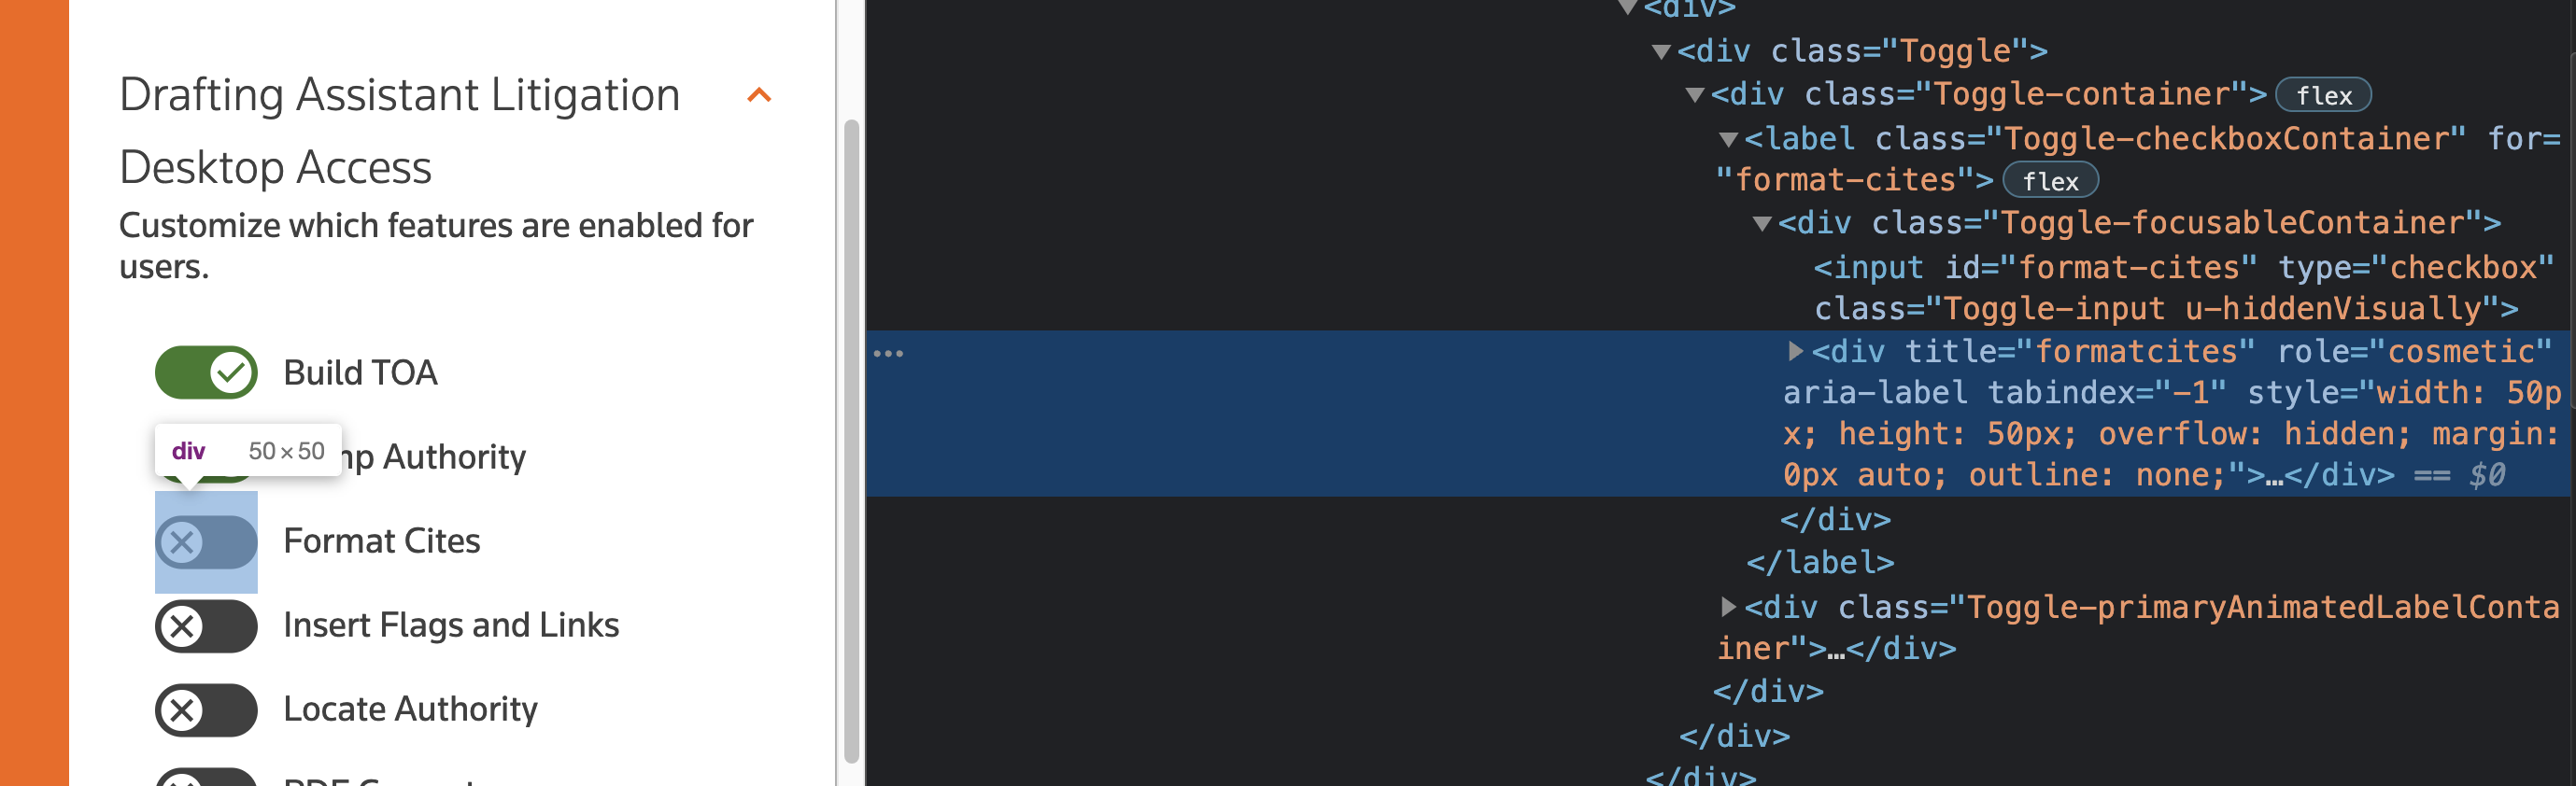 Drafting Assistant Litigation
Desktop Access
Customize which features are enabled for
users.
Build TOA
div 50×50
Authority
Format Cites
Insert Flags and Links
Locate Authority
<div>
<div class="Toggle">
<div class="Toggle-container"> flex
<label class="Toggle-checkboxContainer" for=
"format-cites"> flex
<div class="Toggle-focusableContainer">
<input id="format-cites" type="checkbox"
class="Toggle-input u-hiddenVisually">
<div title="formatcites" role="cosmetic"
aria-label tabindex="-1" style="width: 50p
x; height: 50px; overflow: hidden; margin:
0px auto; outline: none;">…</div> == $0
</div>
</label>
<div class="Toggle-primaryAnimatedLabelConta
iner">…</div>
</div>
</div>
</div>